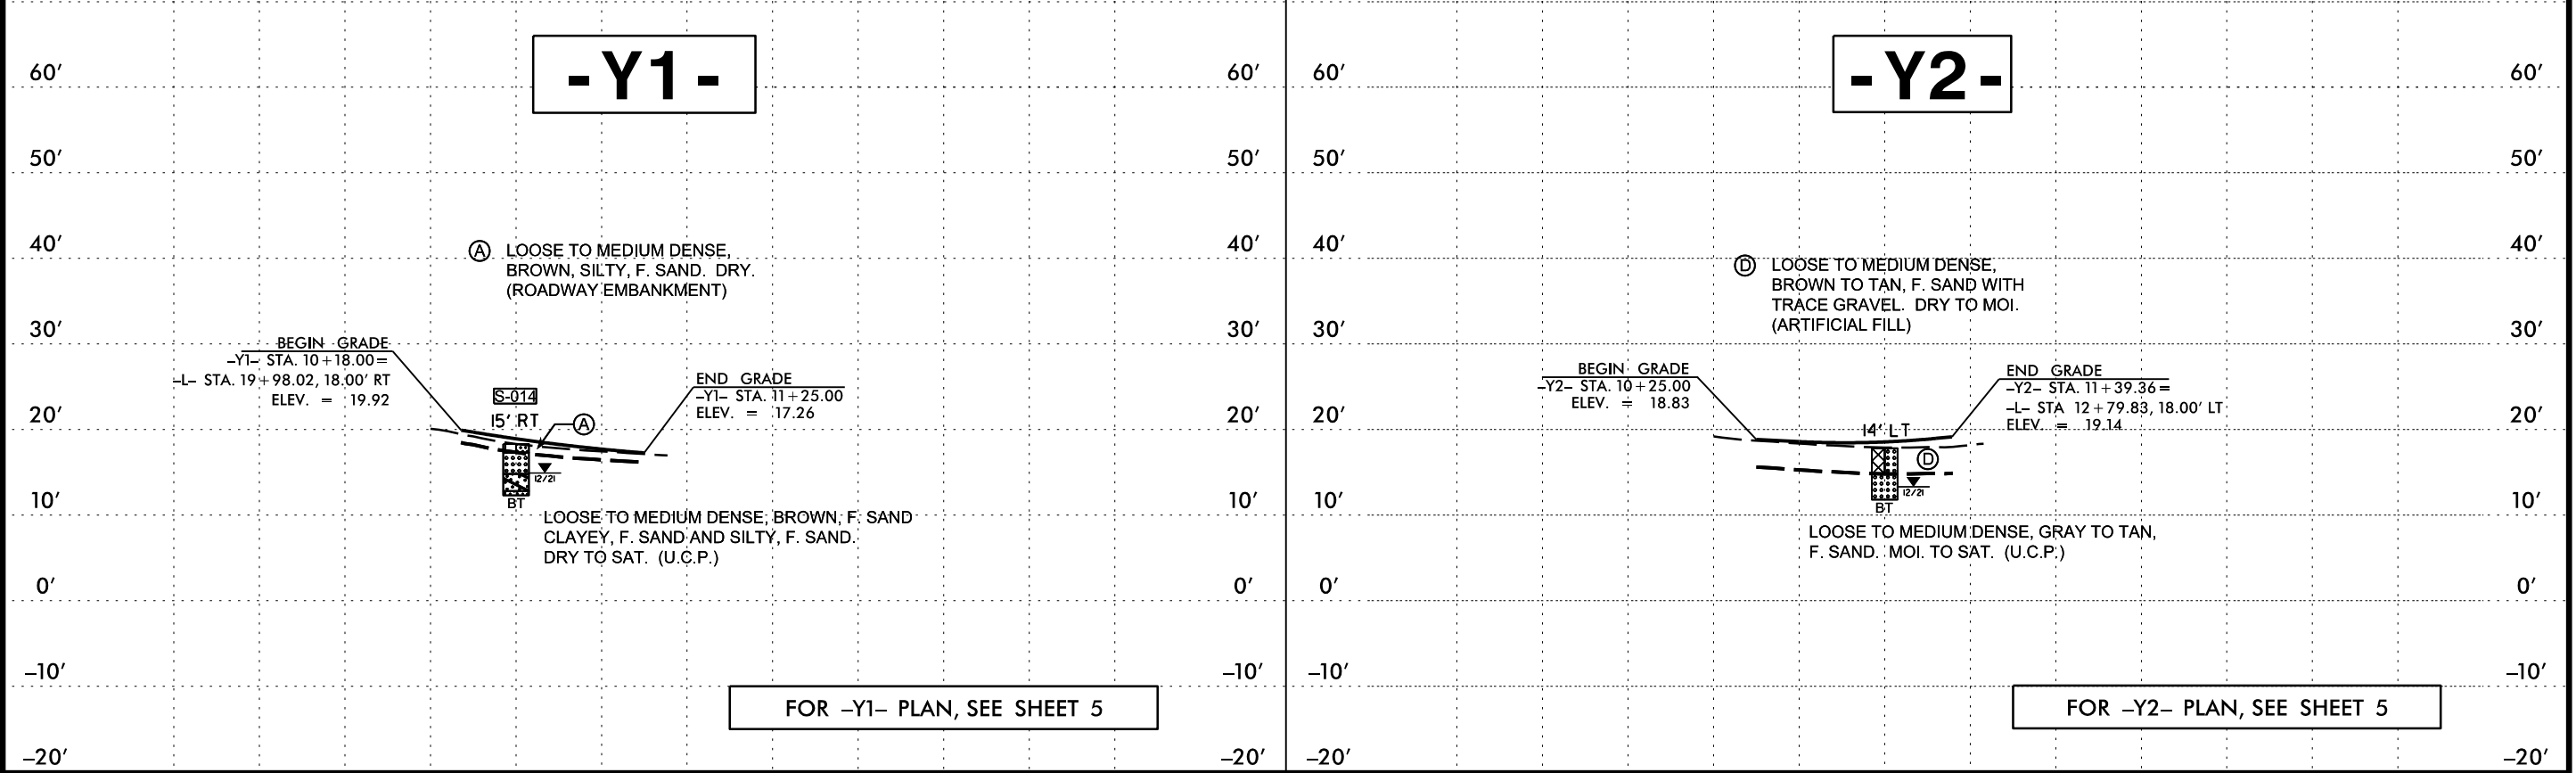 -Y1-
60' 60'
50' 50'
40' 40'
30' 30'
20' 20'
10' 10'
0' 0'
-10' -10'
-20' -20'
Ⓐ LOOSE TO MEDIUM DENSE,
BROWN, SILTY, F. SAND. DRY.
(ROADWAY EMBANKMENT)
BEGIN GRADE
-Y1- STA. 10+18.00=
-L- STA. 19+98.02, 18.00' RT
ELEV. = 19.92
S-014
15' RT
Ⓐ
END GRADE
-Y1- STA. 11+25.00
ELEV. = 17.26
12/21
BT
LOOSE TO MEDIUM DENSE, BROWN, F. SAND
CLAYEY, F. SAND AND SILTY, F. SAND.
DRY TO SAT. (U.C.P.)
FOR -Y1- PLAN, SEE SHEET 5
-Y2-
60' 60'
50' 50'
40' 40'
30' 30'
20' 20'
10' 10'
0' 0'
-10' -10'
-20' -20'
Ⓓ LOOSE TO MEDIUM DENSE,
BROWN TO TAN, F. SAND WITH
TRACE GRAVEL. DRY TO MOI.
(ARTIFICIAL FILL)
BEGIN GRADE
-Y2- STA. 10+25.00
ELEV. = 18.83
14' LT
Ⓓ
END GRADE
-Y2- STA. 11+39.36=
-L- STA 12+79.83, 18.00' LT
ELEV. = 19.14
12/21
BT
LOOSE TO MEDIUM DENSE, GRAY TO TAN,
F. SAND. MOI. TO SAT. (U.C.P.)
FOR -Y2- PLAN, SEE SHEET 5